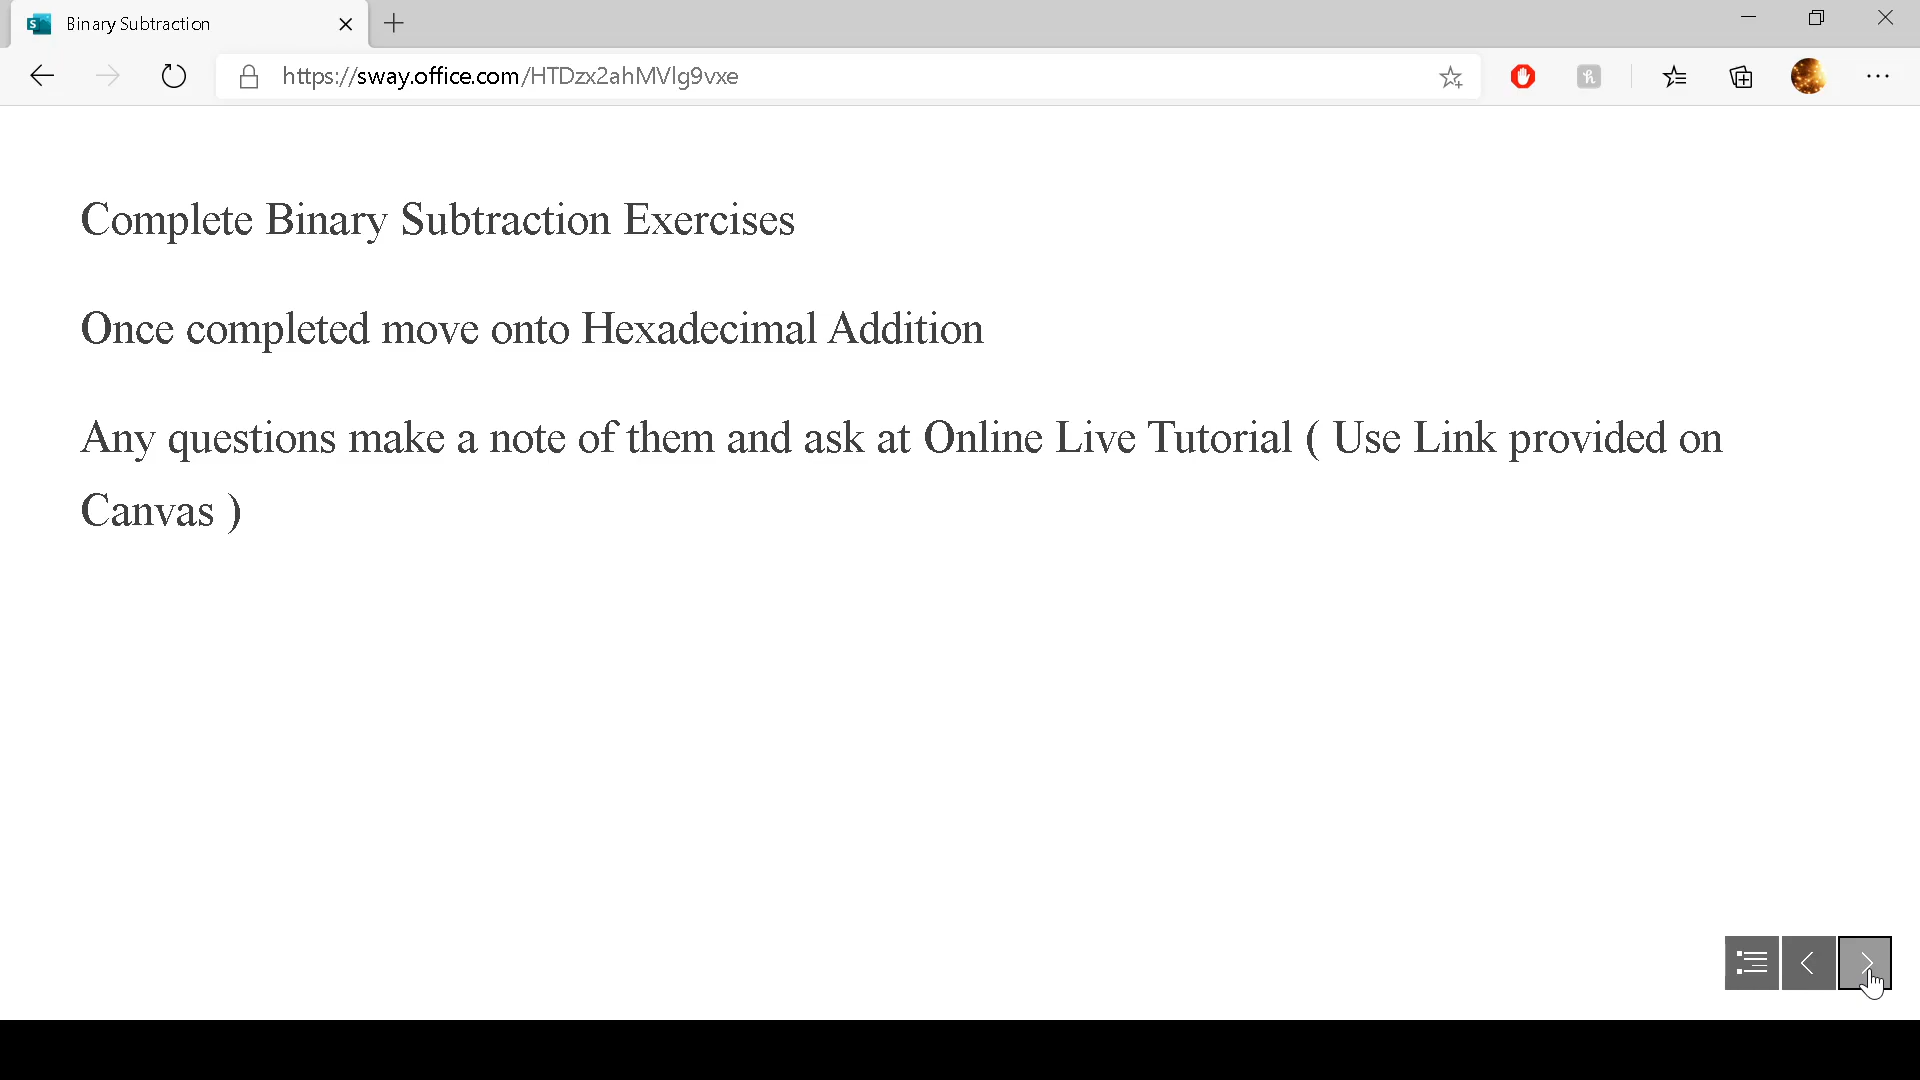 Binary Subtraction
https://sway.office.com/HTDzx2ahMVlg9vxe
Complete Binary Subtraction Exercises
Once completed move onto Hexadecimal Addition
Any questions make a note of them and ask at Online Live Tutorial ( Use Link provided on
Canvas )